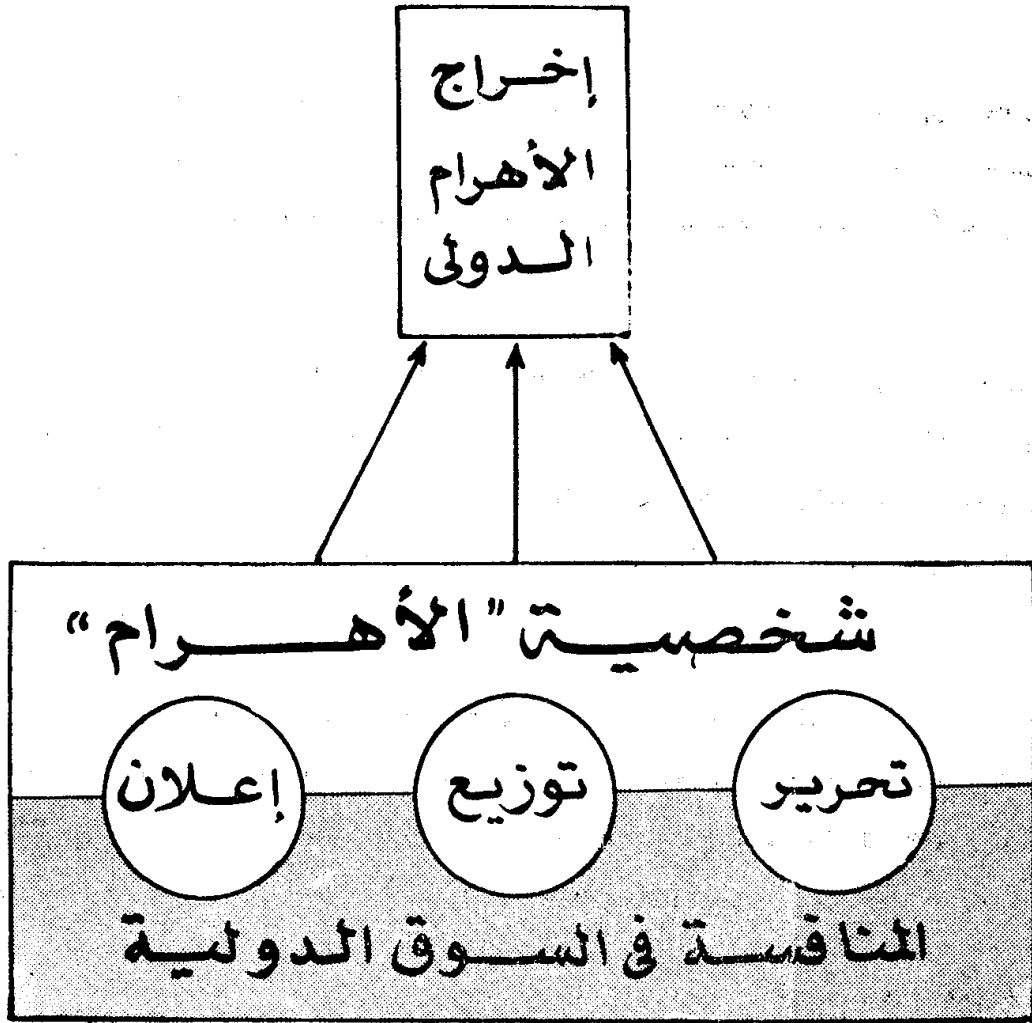 إخراج
الأهرام
الدولى
شخصية "الأهرام"
تحرير
توزيع
إعلان
المنافسة فى السوق الدولية